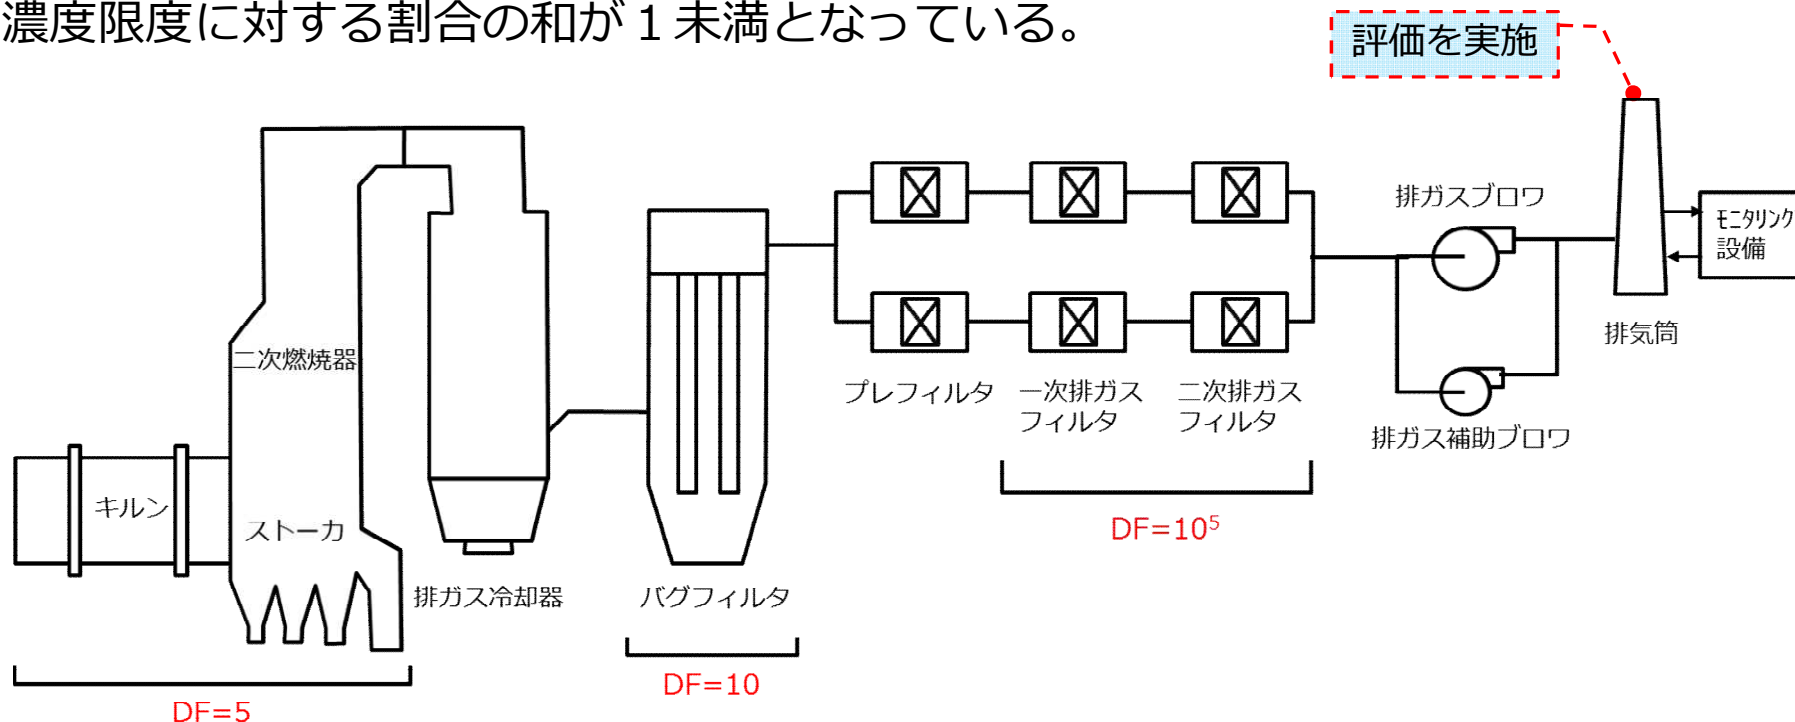 濃度限度に対する割合の和が１未満となっている。
評価を実施
排ガスブロワ
モニタリング
設備
排気筒
二次燃焼器
プレフィルタ
一次排ガス
フィルタ
二次排ガス
フィルタ
排ガス補助ブロワ
キルン
ストーカ
DF=10⁵
排ガス冷却器
バグフィルタ
DF=10
DF=5